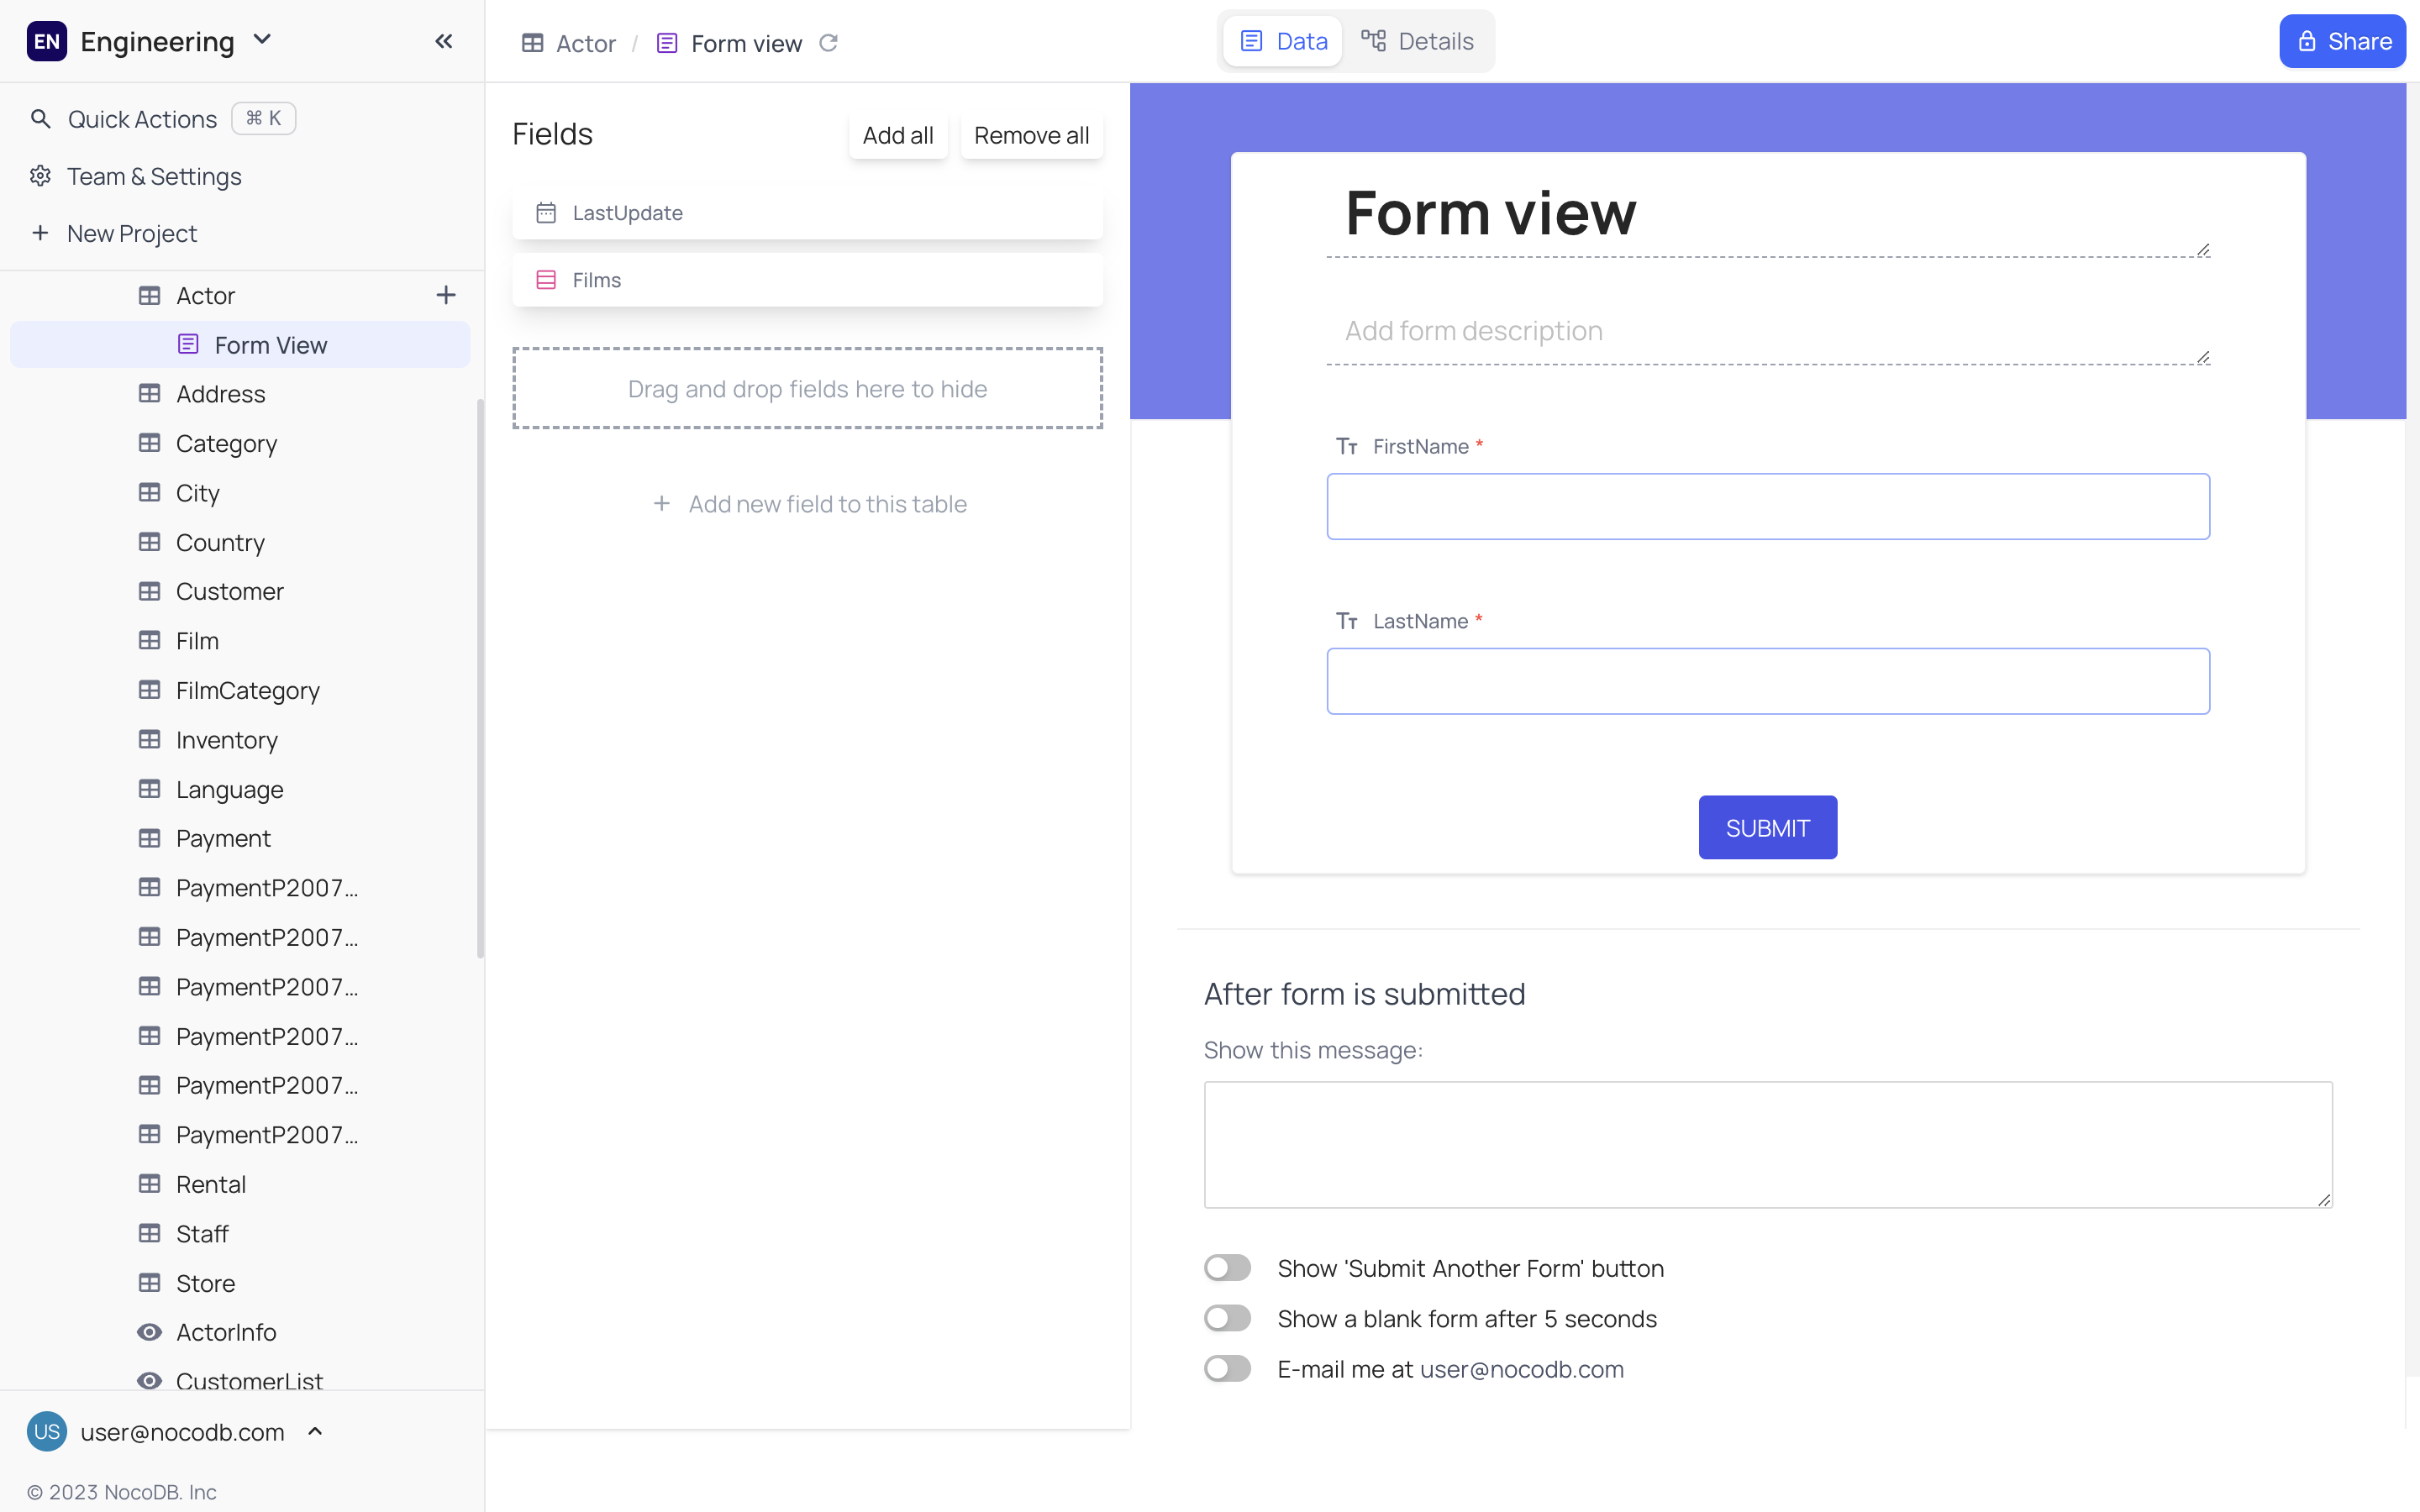 EN Engineering
Quick Actions ⌘ K
Team & Settings
New Project
Actor
Form View
Address
Category
City
Country
Customer
Film
FilmCategory
Inventory
Language
Payment
PaymentP2007...
PaymentP2007...
PaymentP2007...
PaymentP2007...
PaymentP2007...
PaymentP2007...
Rental
Staff
Store
ActorInfo
CustomerList
US user@nocodb.com
© 2023 NocoDB. Inc
Actor / Form view
Data Details
Share
Fields
Add all Remove all
LastUpdate
Films
Drag and drop fields here to hide
+ Add new field to this table
Form view
Add form description
FirstName *
LastName *
SUBMIT
After form is submitted
Show this message:
Show 'Submit Another Form' button
Show a blank form after 5 seconds
E-mail me at user@nocodb.com